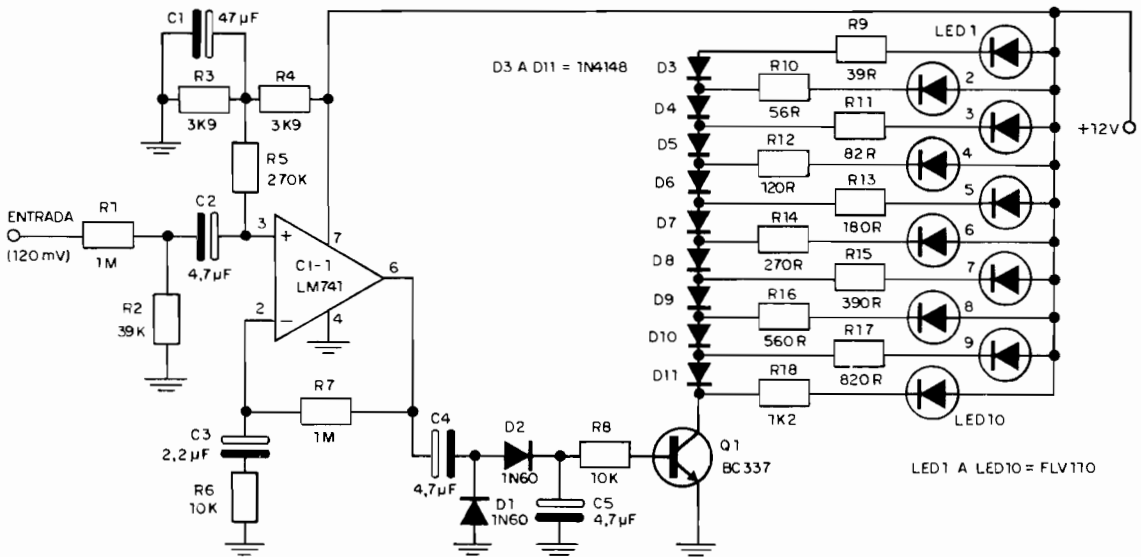 C1
47µF
R3
3K9
R4
3K9
R5
270K
ENTRADA
(120mV)
R1
1M
C2
4,7µF
R2
39K
3
+
2
−
7
6
4
CI-1
LM741
R7
1M
C3
2,2µF
R6
10K
C4
4,7µF
D2
1N60
D1
1N60
C5
4,7µF
R8
10K
Q1
BC337
D3 A D11 = 1N4148
D3
D4
D5
D6
D7
D8
D9
D10
D11
R9
39R
R10
56R
R11
82R
R12
120R
R13
180R
R14
270R
R15
390R
R16
560R
R17
820R
R18
1K2
LED1
2
3
4
5
6
7
8
9
LED10
+12V
LED1 A LED10 = FLV110